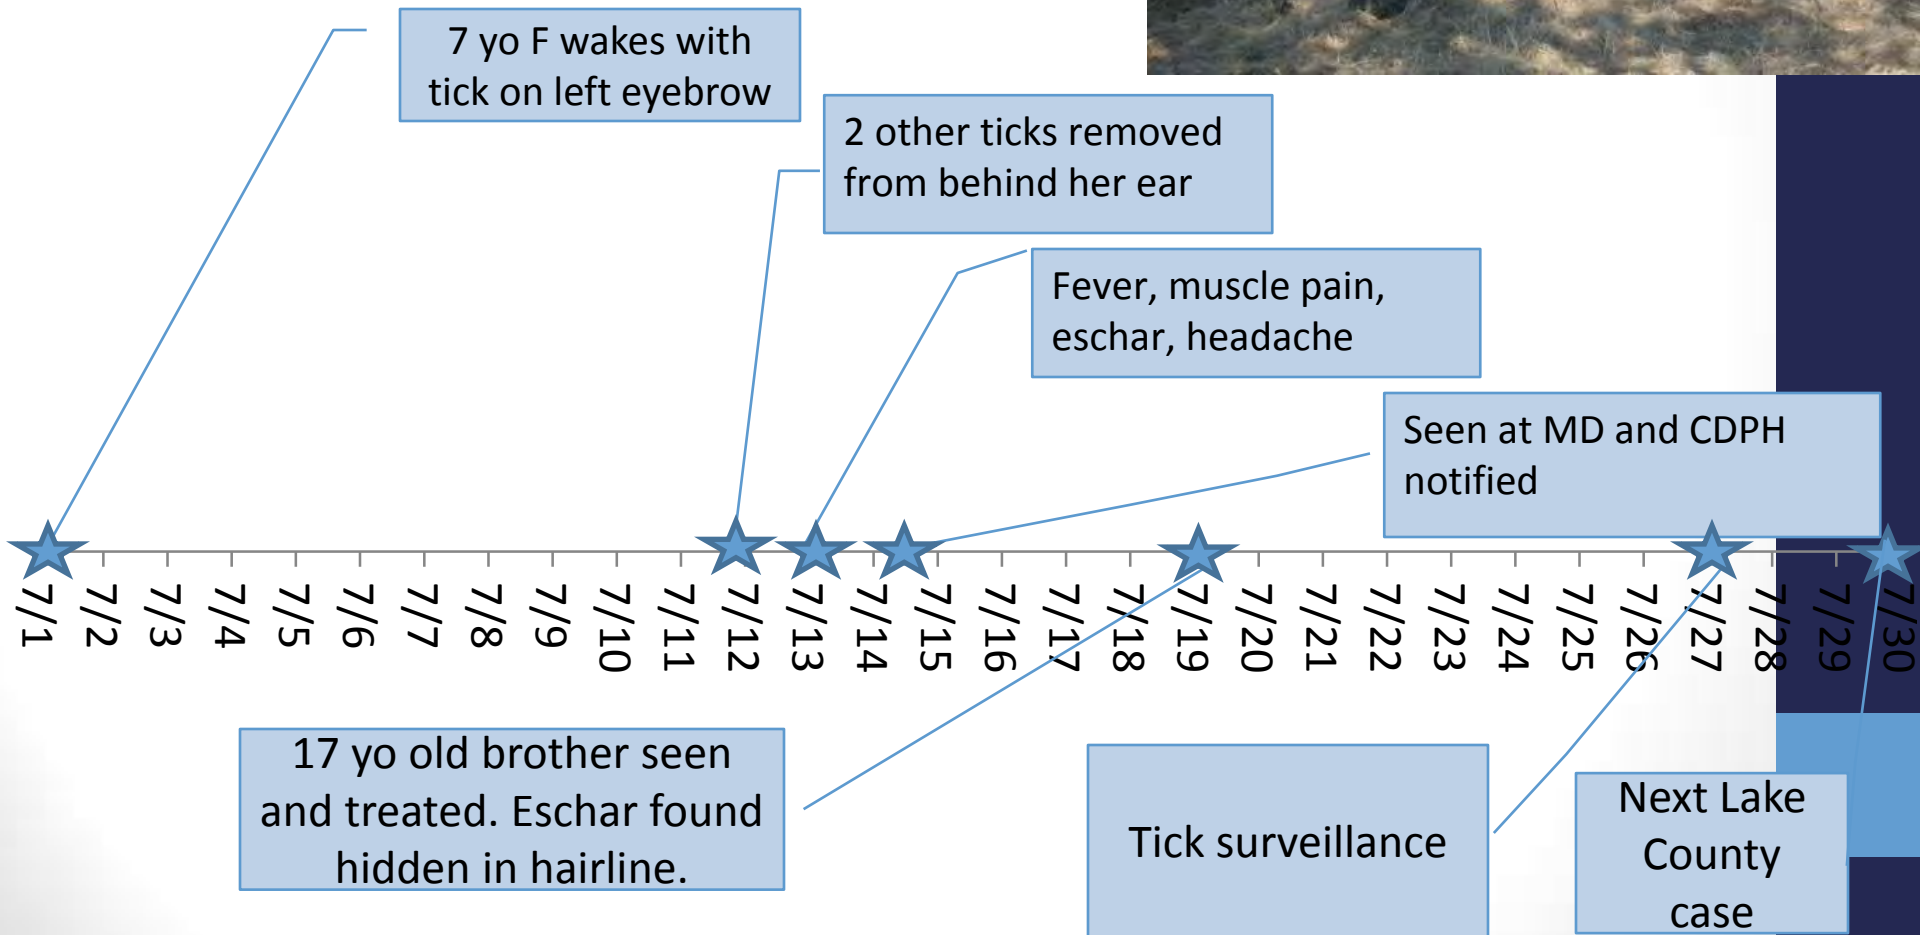 7 yo F wakes with
tick on left eyebrow
2 other ticks removed
from behind her ear
Fever, muscle pain,
eschar, headache
Seen at MD and CDPH
notified
7/1
7/2
7/3
7/4
7/5
7/6
7/7
7/8
7/9
7/10
7/11
7/12
7/13
7/14
7/15
7/16
7/17
7/18
7/19
7/20
7/21
7/22
7/23
7/24
7/25
7/26
7/27
7/28
7/29
7/30
17 yo old brother seen
and treated. Eschar found
hidden in hairline.
Tick surveillance
Next Lake
County
case